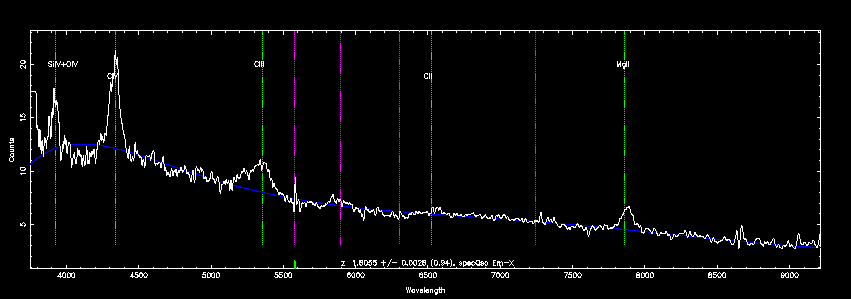 SiIV+OIV
CIV
CIII
CII
MgII
20
15
10
5
Counts
4000 4500 5000 5500 6000 6500 7000 7500 8000 8500 9000
z 1.8055 +/- 0.0028 (0.94), specQso Em-X
Wavelength